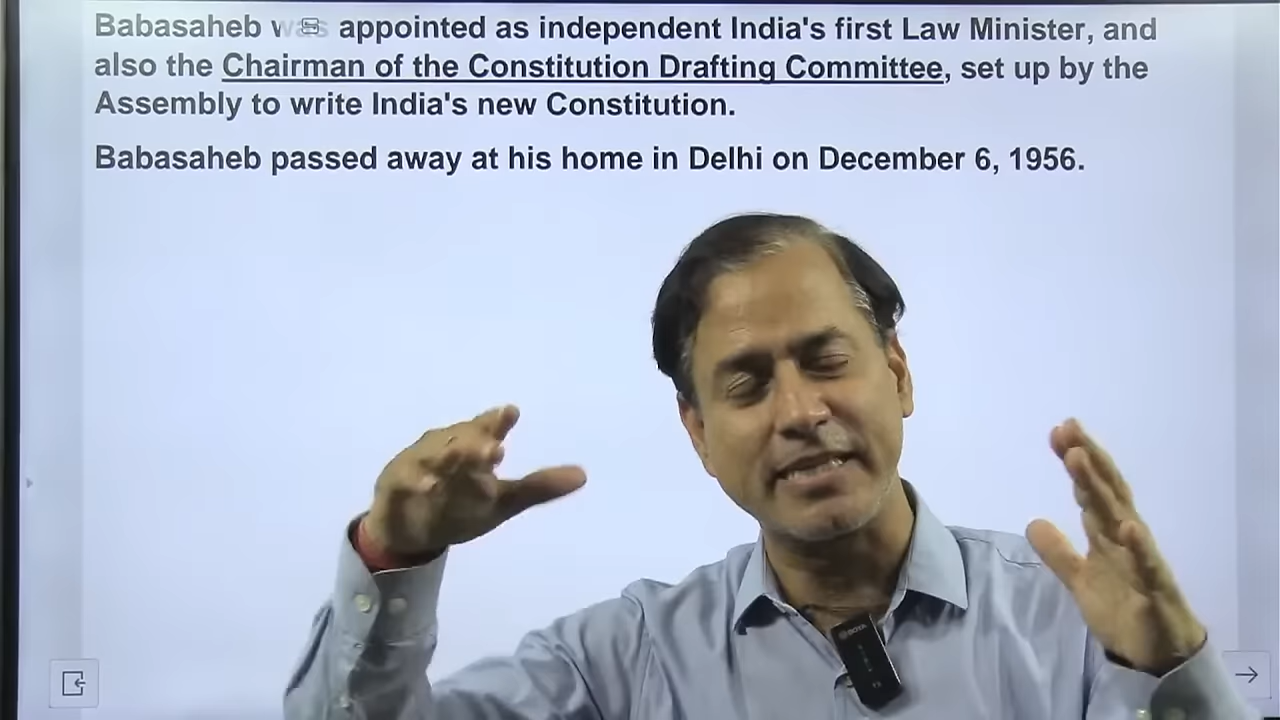 Babasaheb was appointed as independent India's first Law Minister, and
also the Chairman of the Constitution Drafting Committee, set up by the
Assembly to write India's new Constitution.
Babasaheb passed away at his home in Delhi on December 6, 1956.
BOYA